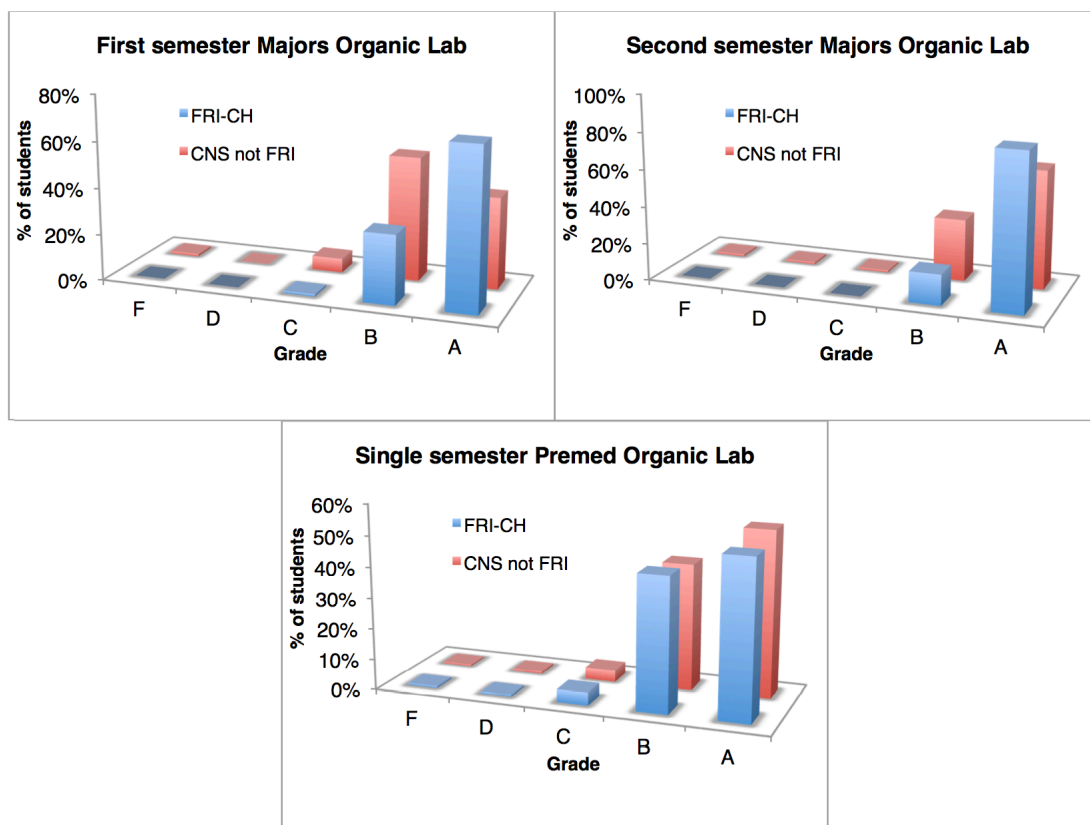 First semester Majors Organic Lab
80%
60%
40%
20%
0%
% of students
FRI-CH
CNS not FRI
F
D
C
B
A
Grade
Second semester Majors Organic Lab
100%
80%
60%
40%
20%
0%
% of students
FRI-CH
CNS not FRI
F
D
C
B
A
Grade
Single semester Premed Organic Lab
60%
50%
40%
30%
20%
10%
0%
% of students
FRI-CH
CNS not FRI
F
D
C
B
A
Grade